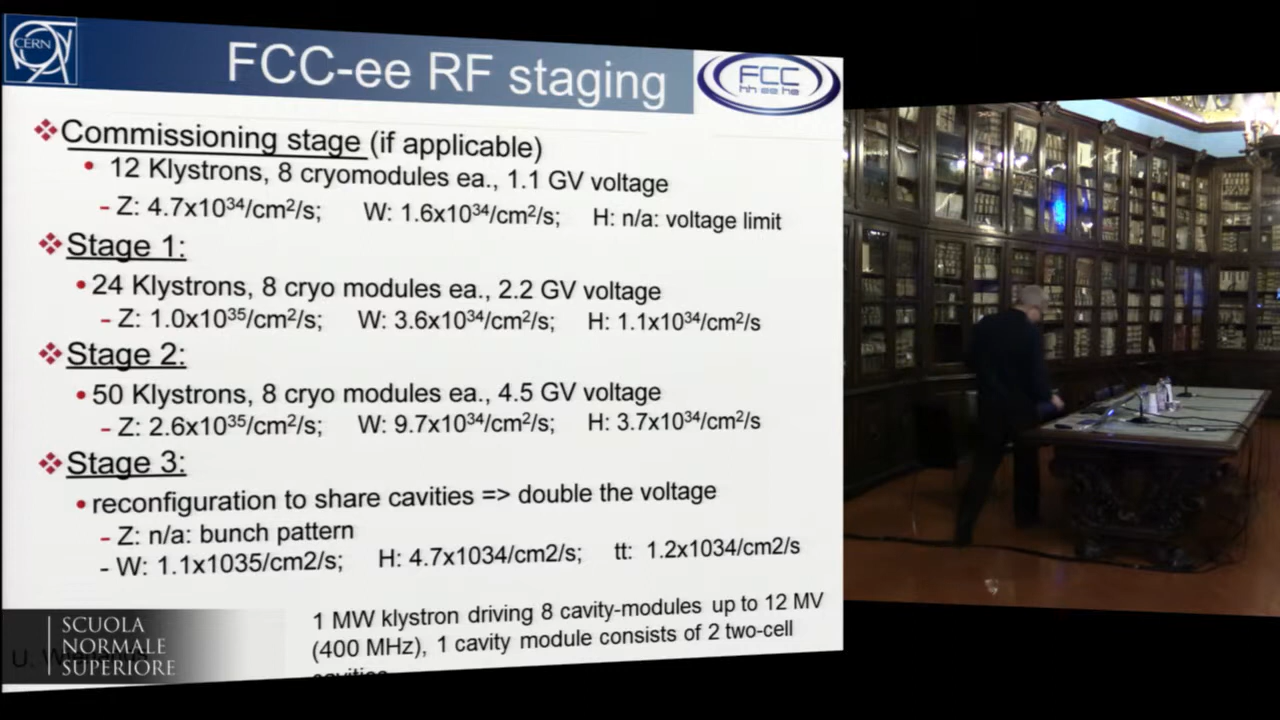 CERN
FCC-ee RF staging
FCC
hh ee he
Commissioning stage (if applicable)
• 12 Klystrons, 8 cryomodules ea., 1.1 GV voltage
- Z: 4.7x10³⁴/cm²/s; W: 1.6x10³⁴/cm²/s; H: n/a: voltage limit
Stage 1:
• 24 Klystrons, 8 cryo modules ea., 2.2 GV voltage
- Z: 1.0x10³⁵/cm²/s; W: 3.6x10³⁴/cm²/s; H: 1.1x10³⁴/cm²/s
Stage 2:
• 50 Klystrons, 8 cryo modules ea., 4.5 GV voltage
- Z: 2.6x10³⁵/cm²/s; W: 9.7x10³⁴/cm²/s; H: 3.7x10³⁴/cm²/s
Stage 3:
• reconfiguration to share cavities => double the voltage
- Z: n/a: bunch pattern
- W: 1.1x1035/cm2/s; H: 4.7x1034/cm2/s; tt: 1.2x1034/cm2/s
1 MW klystron driving 8 cavity-modules up to 12 MV
(400 MHz), 1 cavity module consists of 2 two-cell
cavities
SCUOLA
NORMALE
SUPERIORE
U.